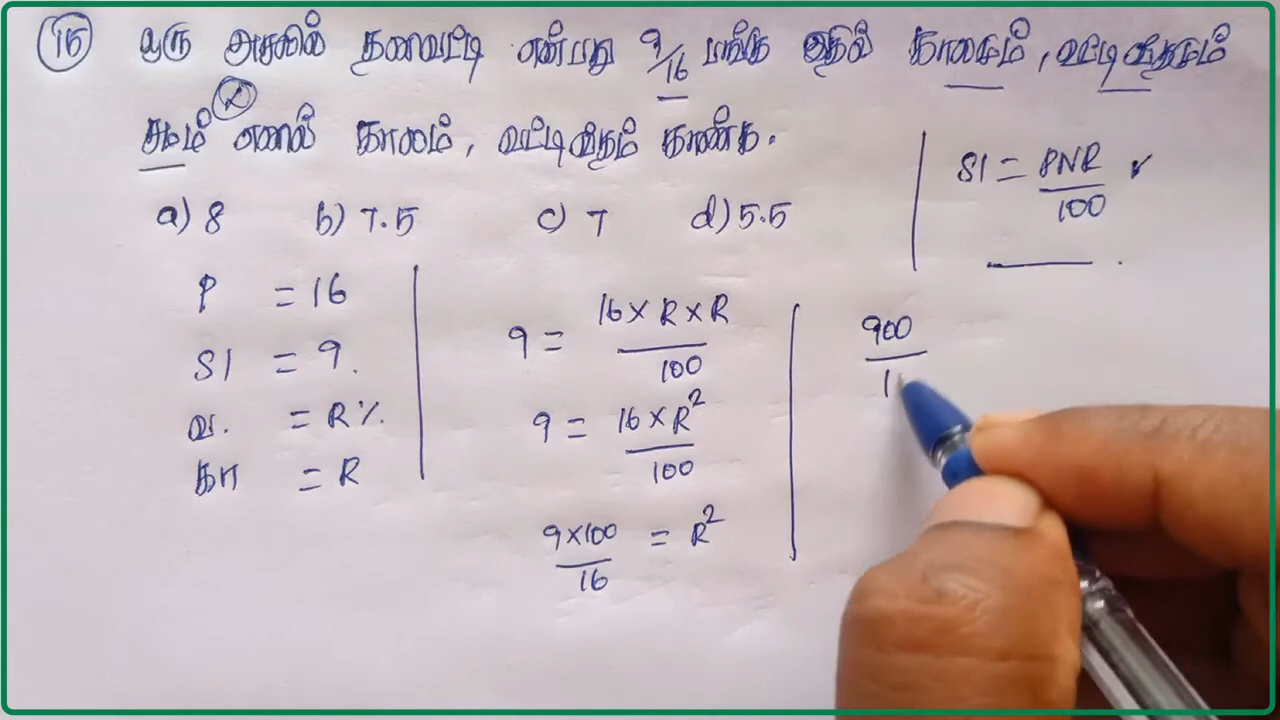 16 ஒரு அசலில் தனிவட்டி என்பது 9/16 பங்கு இதில் காலமும், வட்டிவீதமும்
சமம் எனில் காலம், வட்டிவீதம் காண்க.
a) 8 b) 7.5 c) 7 d) 5.5
SI = PNR/100
P = 16
SI = 9.
வ. = R%
கா = R
9 = 16 × R × R/100
9 = 16 × R²/100
9×100/16 = R²
900/1